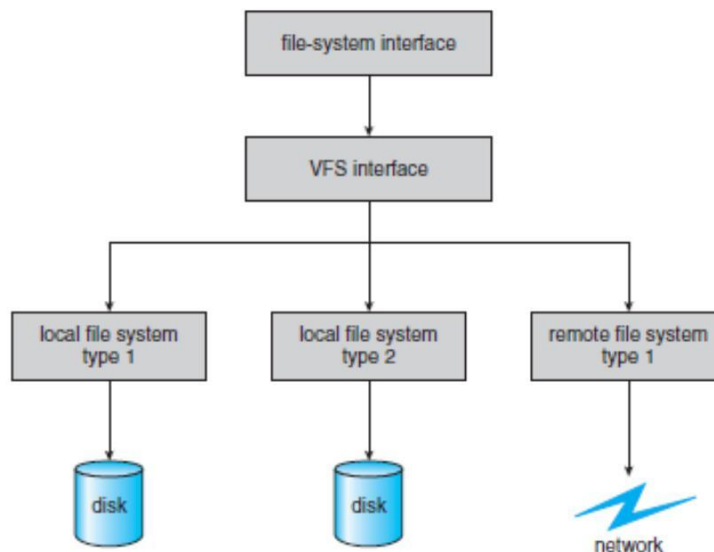 file-system interface
VFS interface
local file system
type 1
local file system
type 2
remote file system
type 1
disk
disk
network